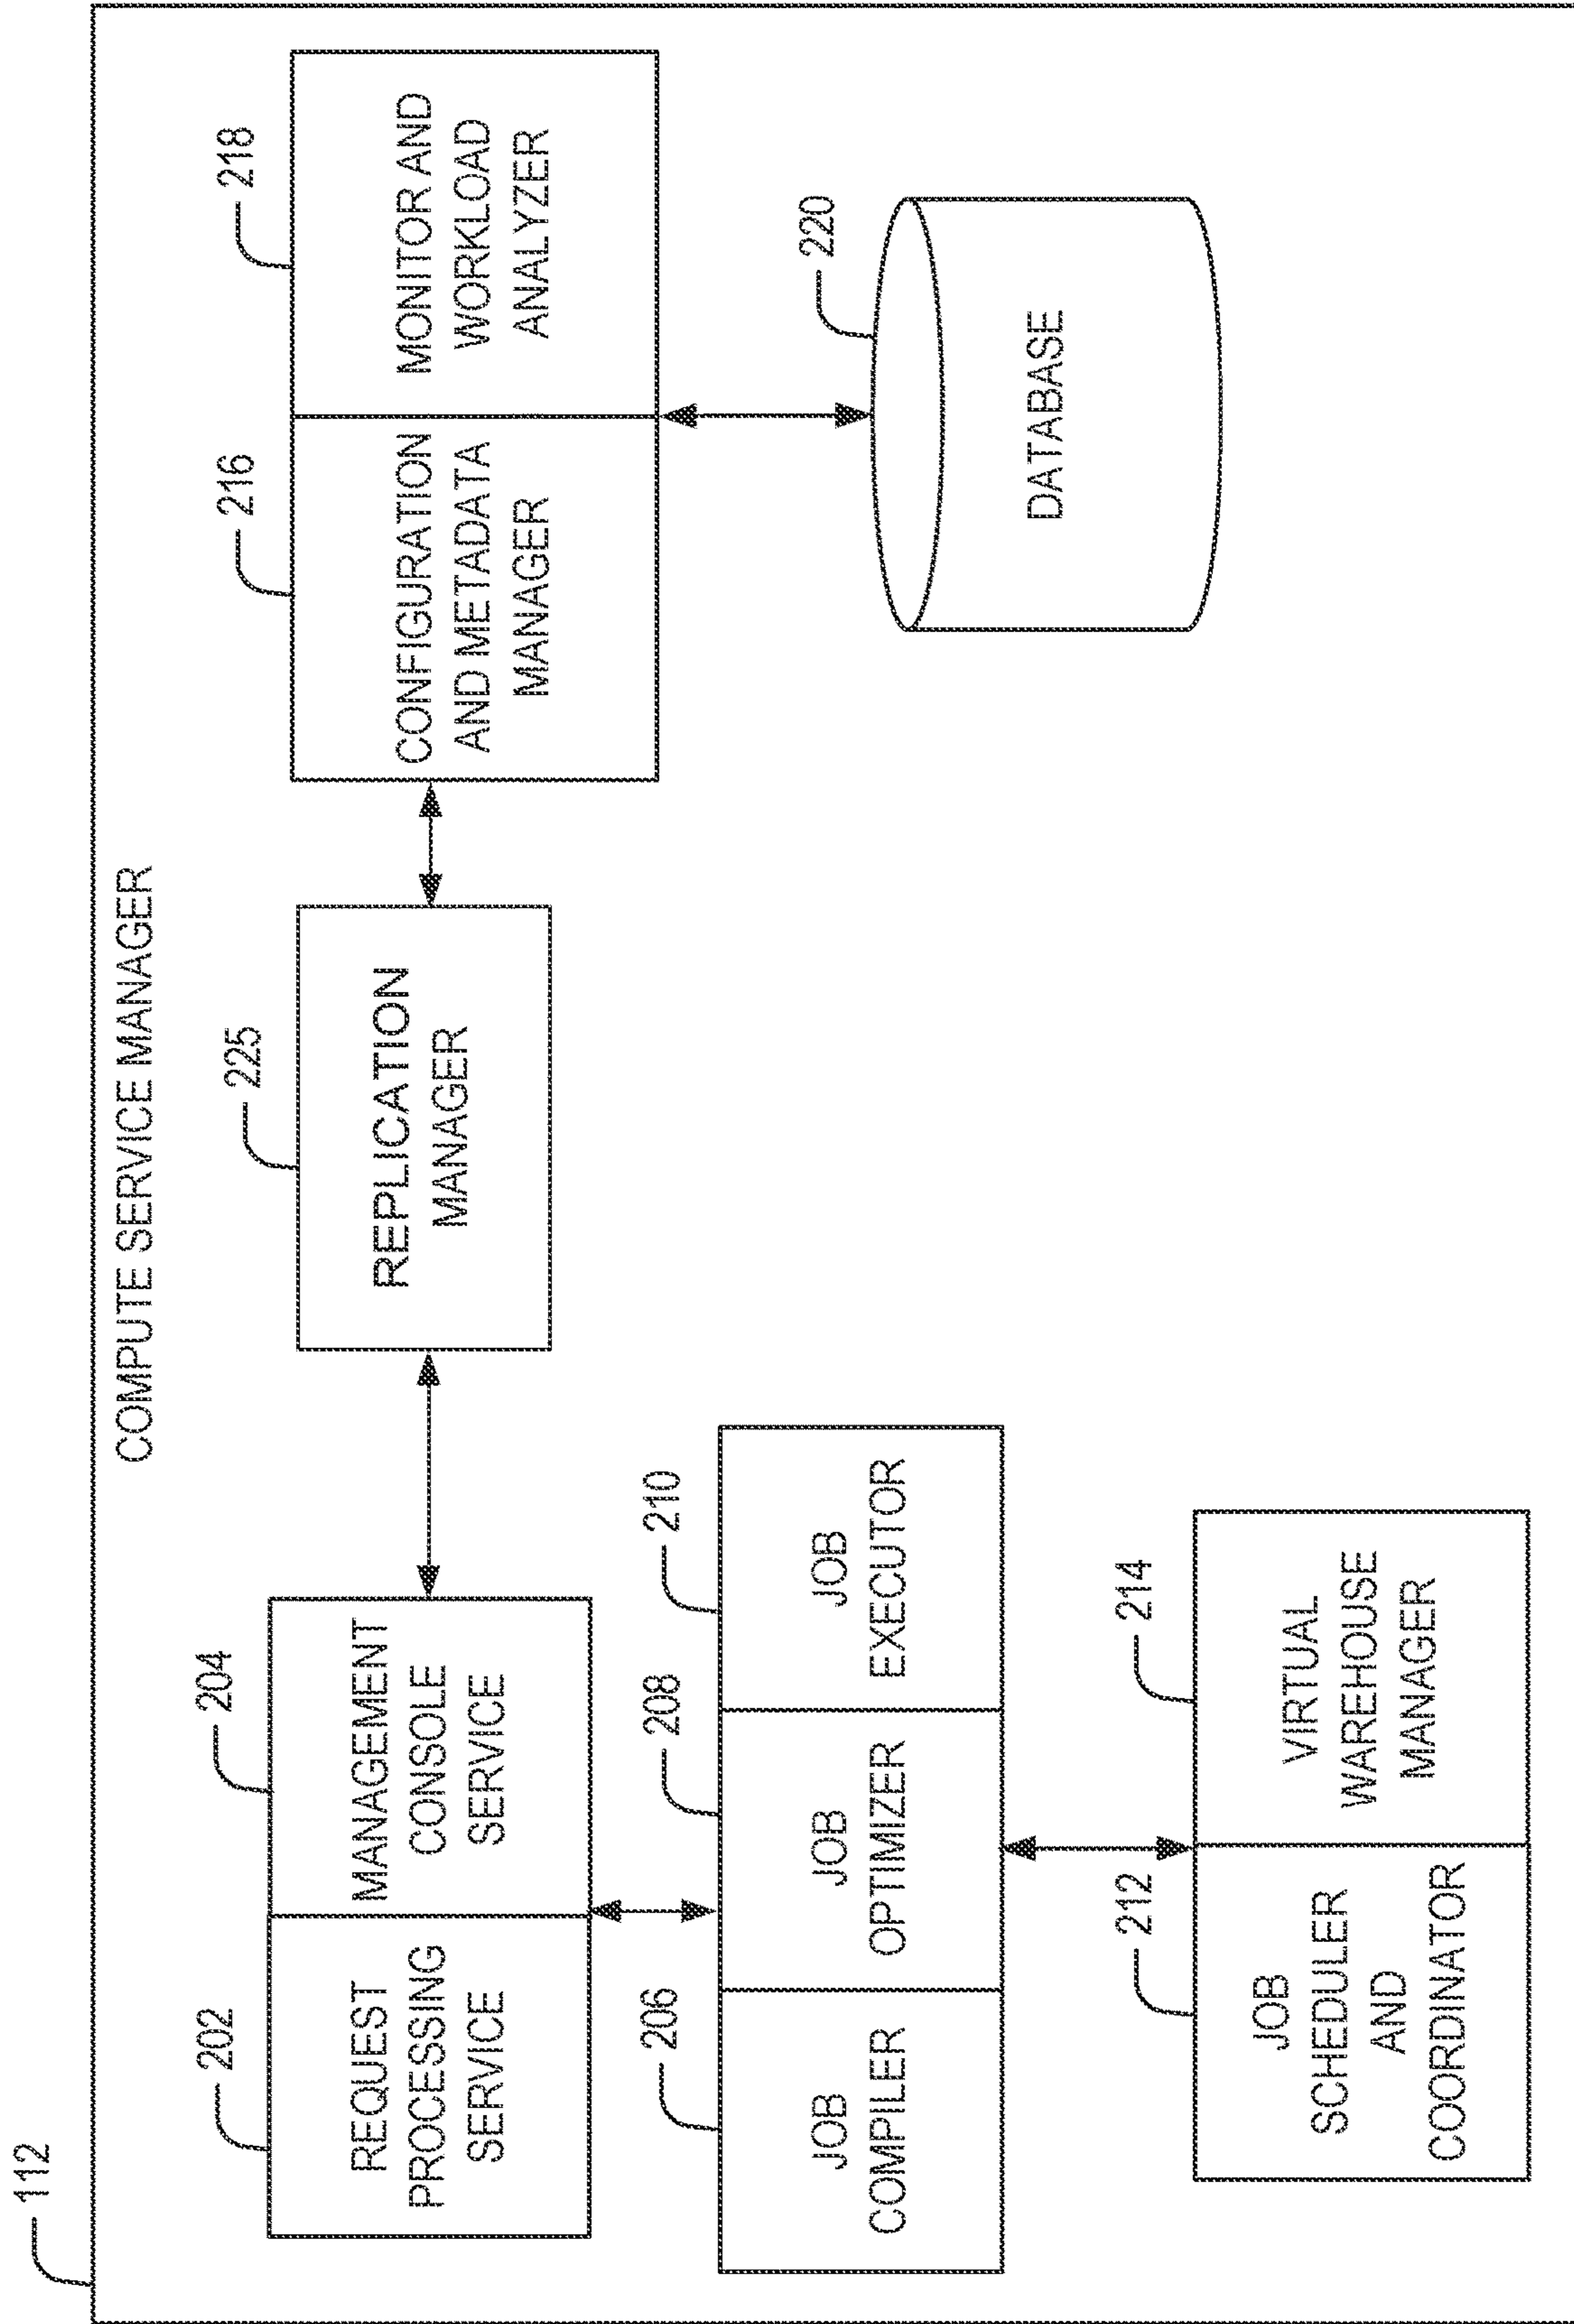 112
COMPUTE SERVICE MANAGER
202
REQUEST
PROCESSING
SERVICE
204
MANAGEMENT
CONSOLE
SERVICE
225
REPLICATION
MANAGER
216
CONFIGURATION
AND METADATA
MANAGER
218
MONITOR AND
WORKLOAD
ANALYZER
206
JOB
COMPILER
208
JOB
OPTIMIZER
210
JOB
EXECUTOR
220
DATABASE
212
JOB
SCHEDULER
AND
COORDINATOR
214
VIRTUAL
WAREHOUSE
MANAGER